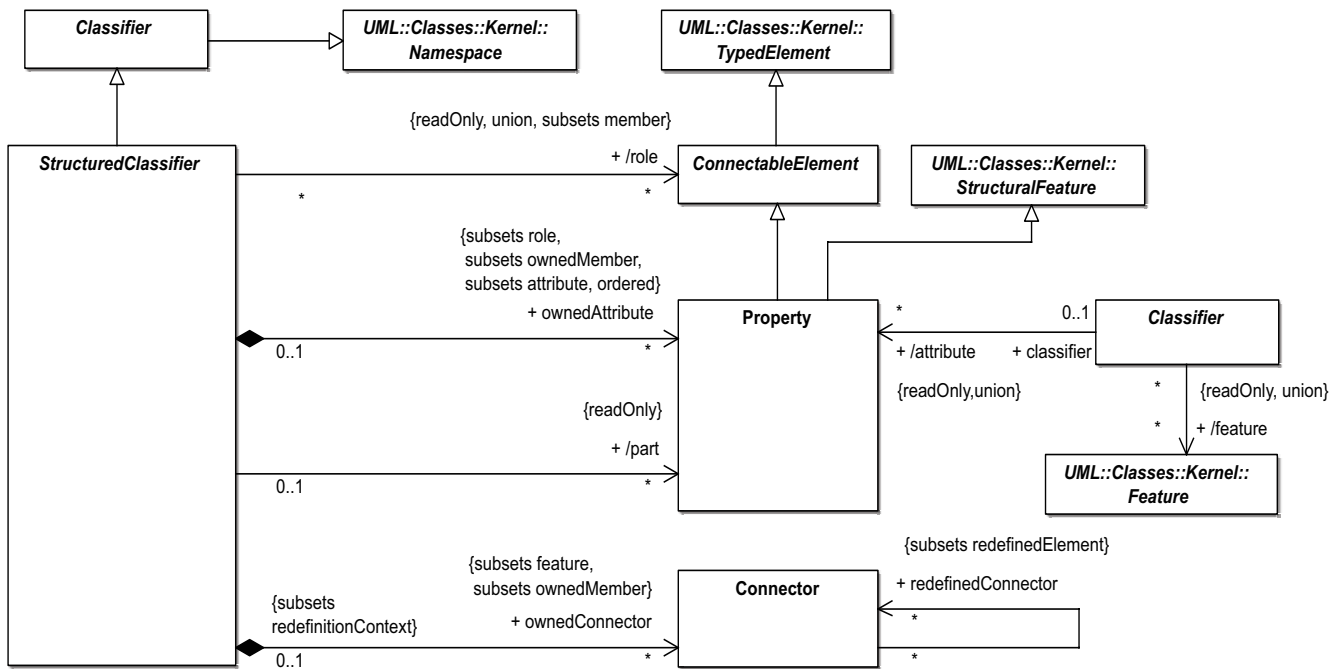 Classifier
UML::Classes::Kernel::
Namespace
UML::Classes::Kernel::
TypedElement
{readOnly, union, subsets member}
StructuredClassifier
+ /role
*
*
ConnectableElement
UML::Classes::Kernel::
StructuralFeature
{subsets role,
subsets ownedMember,
subsets attribute, ordered}
+ ownedAttribute
0..1
*
Property
*
0..1
+ /attribute
+ classifier
{readOnly,union}
Classifier
*
{readOnly, union}
*
+ /feature
UML::Classes::Kernel::
Feature
{readOnly}
+ /part
0..1
*
{subsets feature,
subsets ownedMember}
{subsets
redefinitionContext}
+ ownedConnector
0..1
*
Connector
{subsets redefinedElement}
+ redefinedConnector
*
*